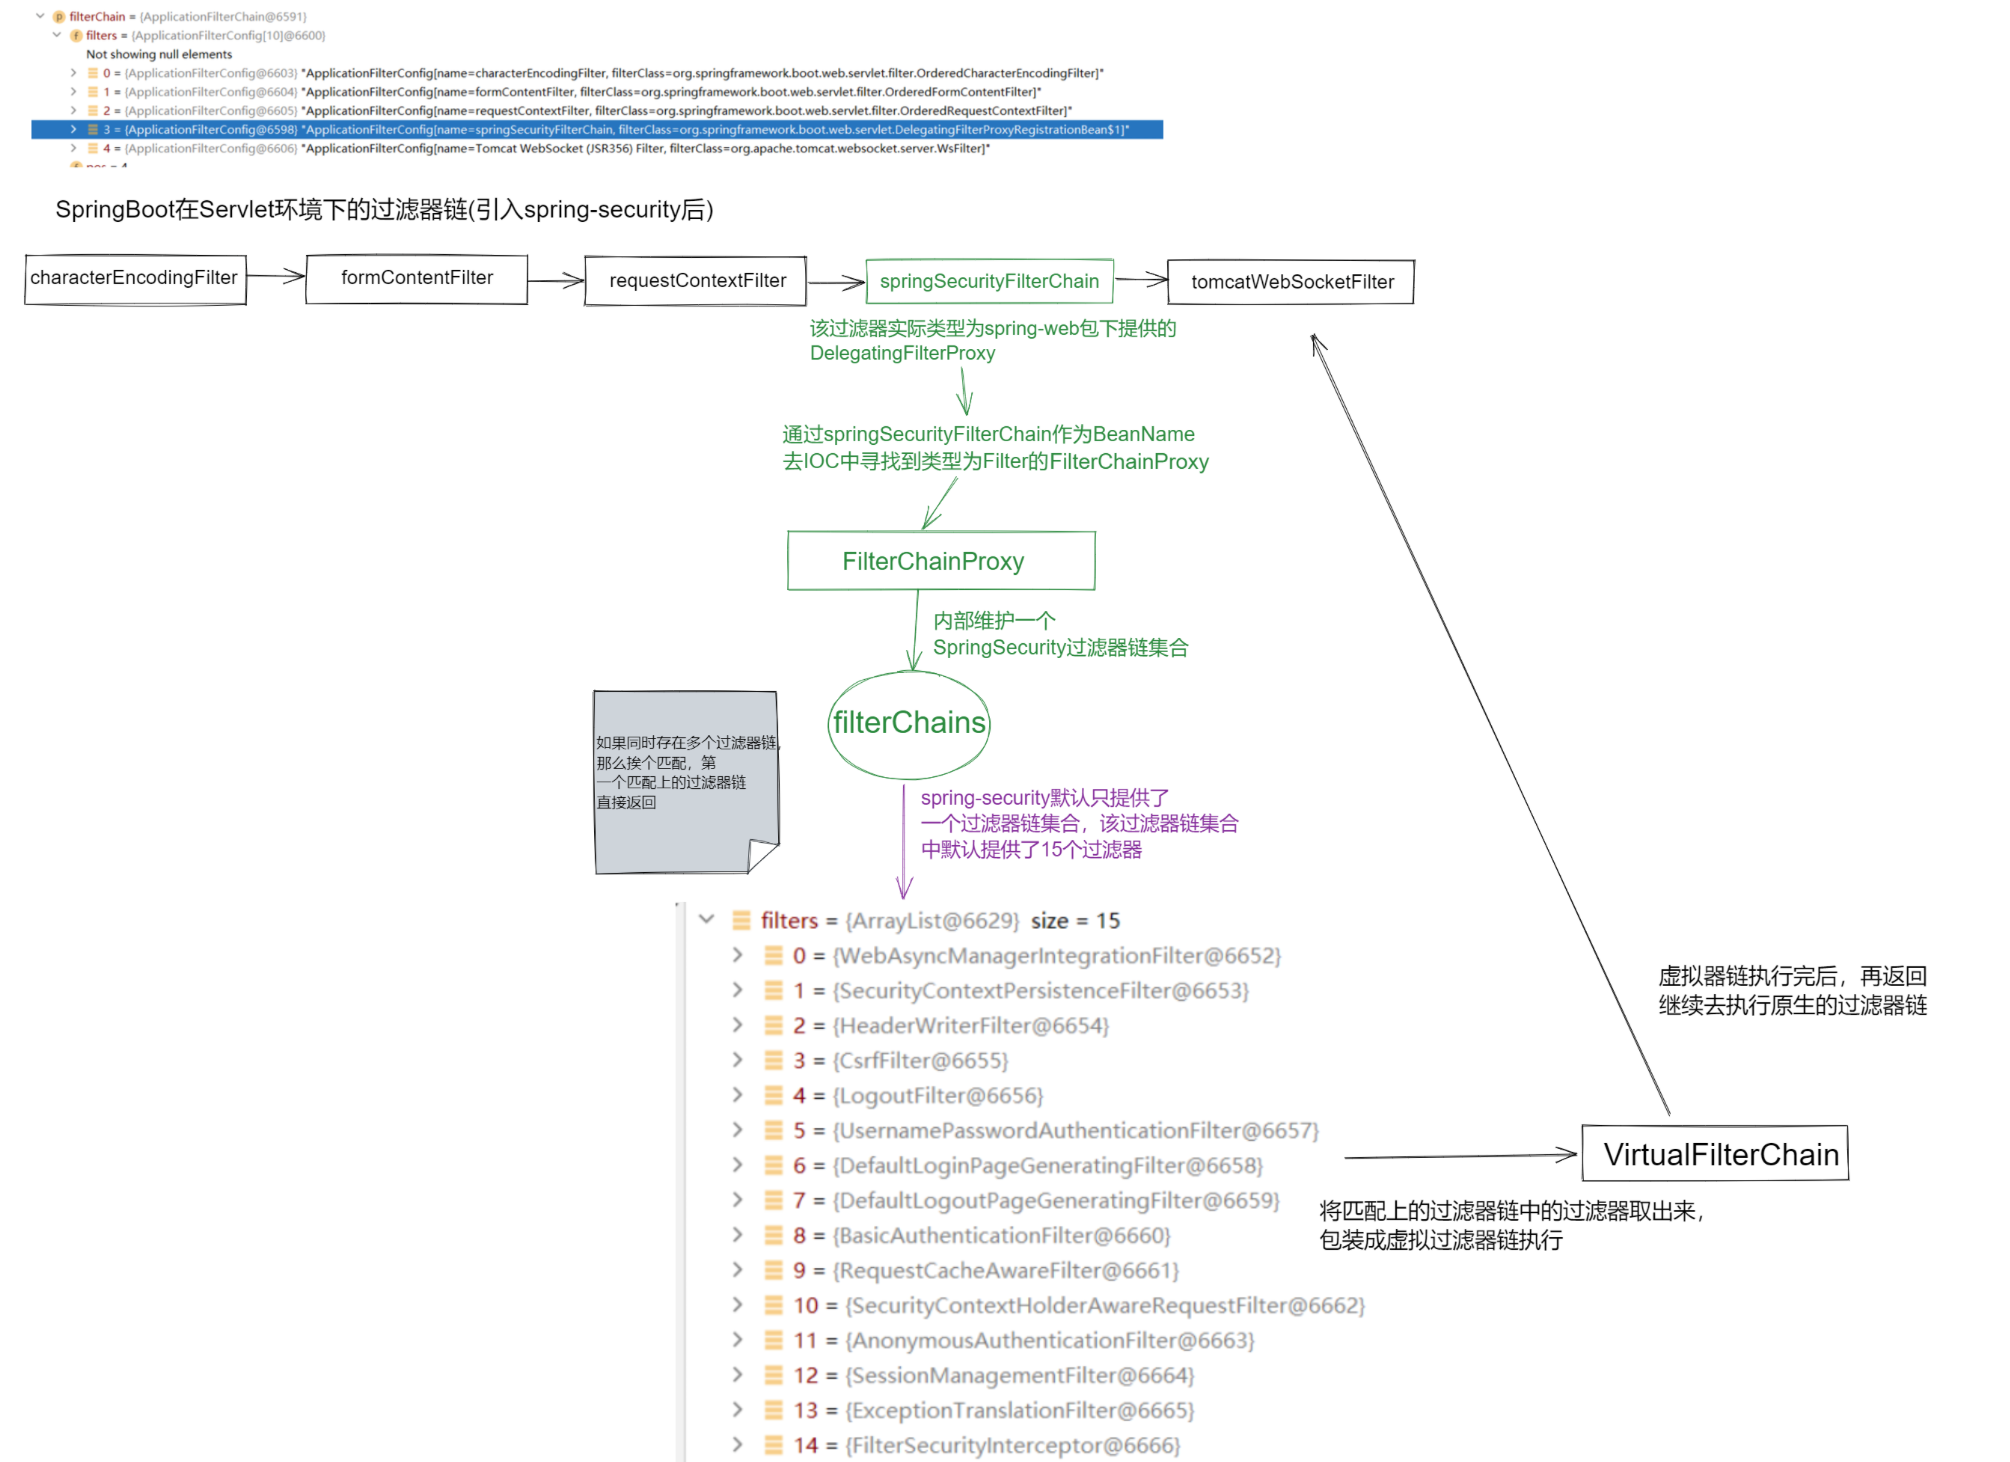 filterChain = {ApplicationFilterChain@6591}
filters = {ApplicationFilterConfig[10]@6600}
Not showing null elements
0 = {ApplicationFilterConfig@6603} "ApplicationFilterConfig[name=characterEncodingFilter, filterClass=org.springframework.boot.web.servlet.filter.OrderedCharacterEncodingFilter]"
1 = {ApplicationFilterConfig@6604} "ApplicationFilterConfig[name=formContentFilter, filterClass=org.springframework.boot.web.servlet.filter.OrderedFormContentFilter]"
2 = {ApplicationFilterConfig@6605} "ApplicationFilterConfig[name=requestContextFilter, filterClass=org.springframework.boot.web.servlet.filter.OrderedRequestContextFilter]"
3 = {ApplicationFilterConfig@6598} "ApplicationFilterConfig[name=springSecurityFilterChain, filterClass=org.springframework.boot.web.servlet.DelegatingFilterProxyRegistrationBean$1]"
4 = {ApplicationFilterConfig@6606} "ApplicationFilterConfig[name=Tomcat WebSocket (JSR356) Filter, filterClass=org.apache.tomcat.websocket.server.WsFilter]"
SpringBoot在Servlet环境下的过滤器链(引入spring-security后)
characterEncodingFilter
formContentFilter
requestContextFilter
springSecurityFilterChain
tomcatWebSocketFilter
该过滤器实际类型为spring-web包下提供的
DelegatingFilterProxy
通过springSecurityFilterChain作为BeanName
去IOC中寻找到类型为Filter的FilterChainProxy
FilterChainProxy
内部维护一个
SpringSecurity过滤器链集合
filterChains
如果同时存在多个过滤器链,
那么挨个匹配，第
一个匹配上的过滤器链
直接返回
spring-security默认只提供了
一个过滤器链集合，该过滤器链集合
中默认提供了15个过滤器
filters = {ArrayList@6629} size = 15
0 = {WebAsyncManagerIntegrationFilter@6652}
1 = {SecurityContextPersistenceFilter@6653}
2 = {HeaderWriterFilter@6654}
3 = {CsrfFilter@6655}
4 = {LogoutFilter@6656}
5 = {UsernamePasswordAuthenticationFilter@6657}
6 = {DefaultLoginPageGeneratingFilter@6658}
7 = {DefaultLogoutPageGeneratingFilter@6659}
8 = {BasicAuthenticationFilter@6660}
9 = {RequestCacheAwareFilter@6661}
10 = {SecurityContextHolderAwareRequestFilter@6662}
11 = {AnonymousAuthenticationFilter@6663}
12 = {SessionManagementFilter@6664}
13 = {ExceptionTranslationFilter@6665}
14 = {FilterSecurityInterceptor@6666}
虚拟器链执行完后，再返回
继续去执行原生的过滤器链
VirtualFilterChain
将匹配上的过滤器链中的过滤器取出来，
包装成虚拟过滤器链执行